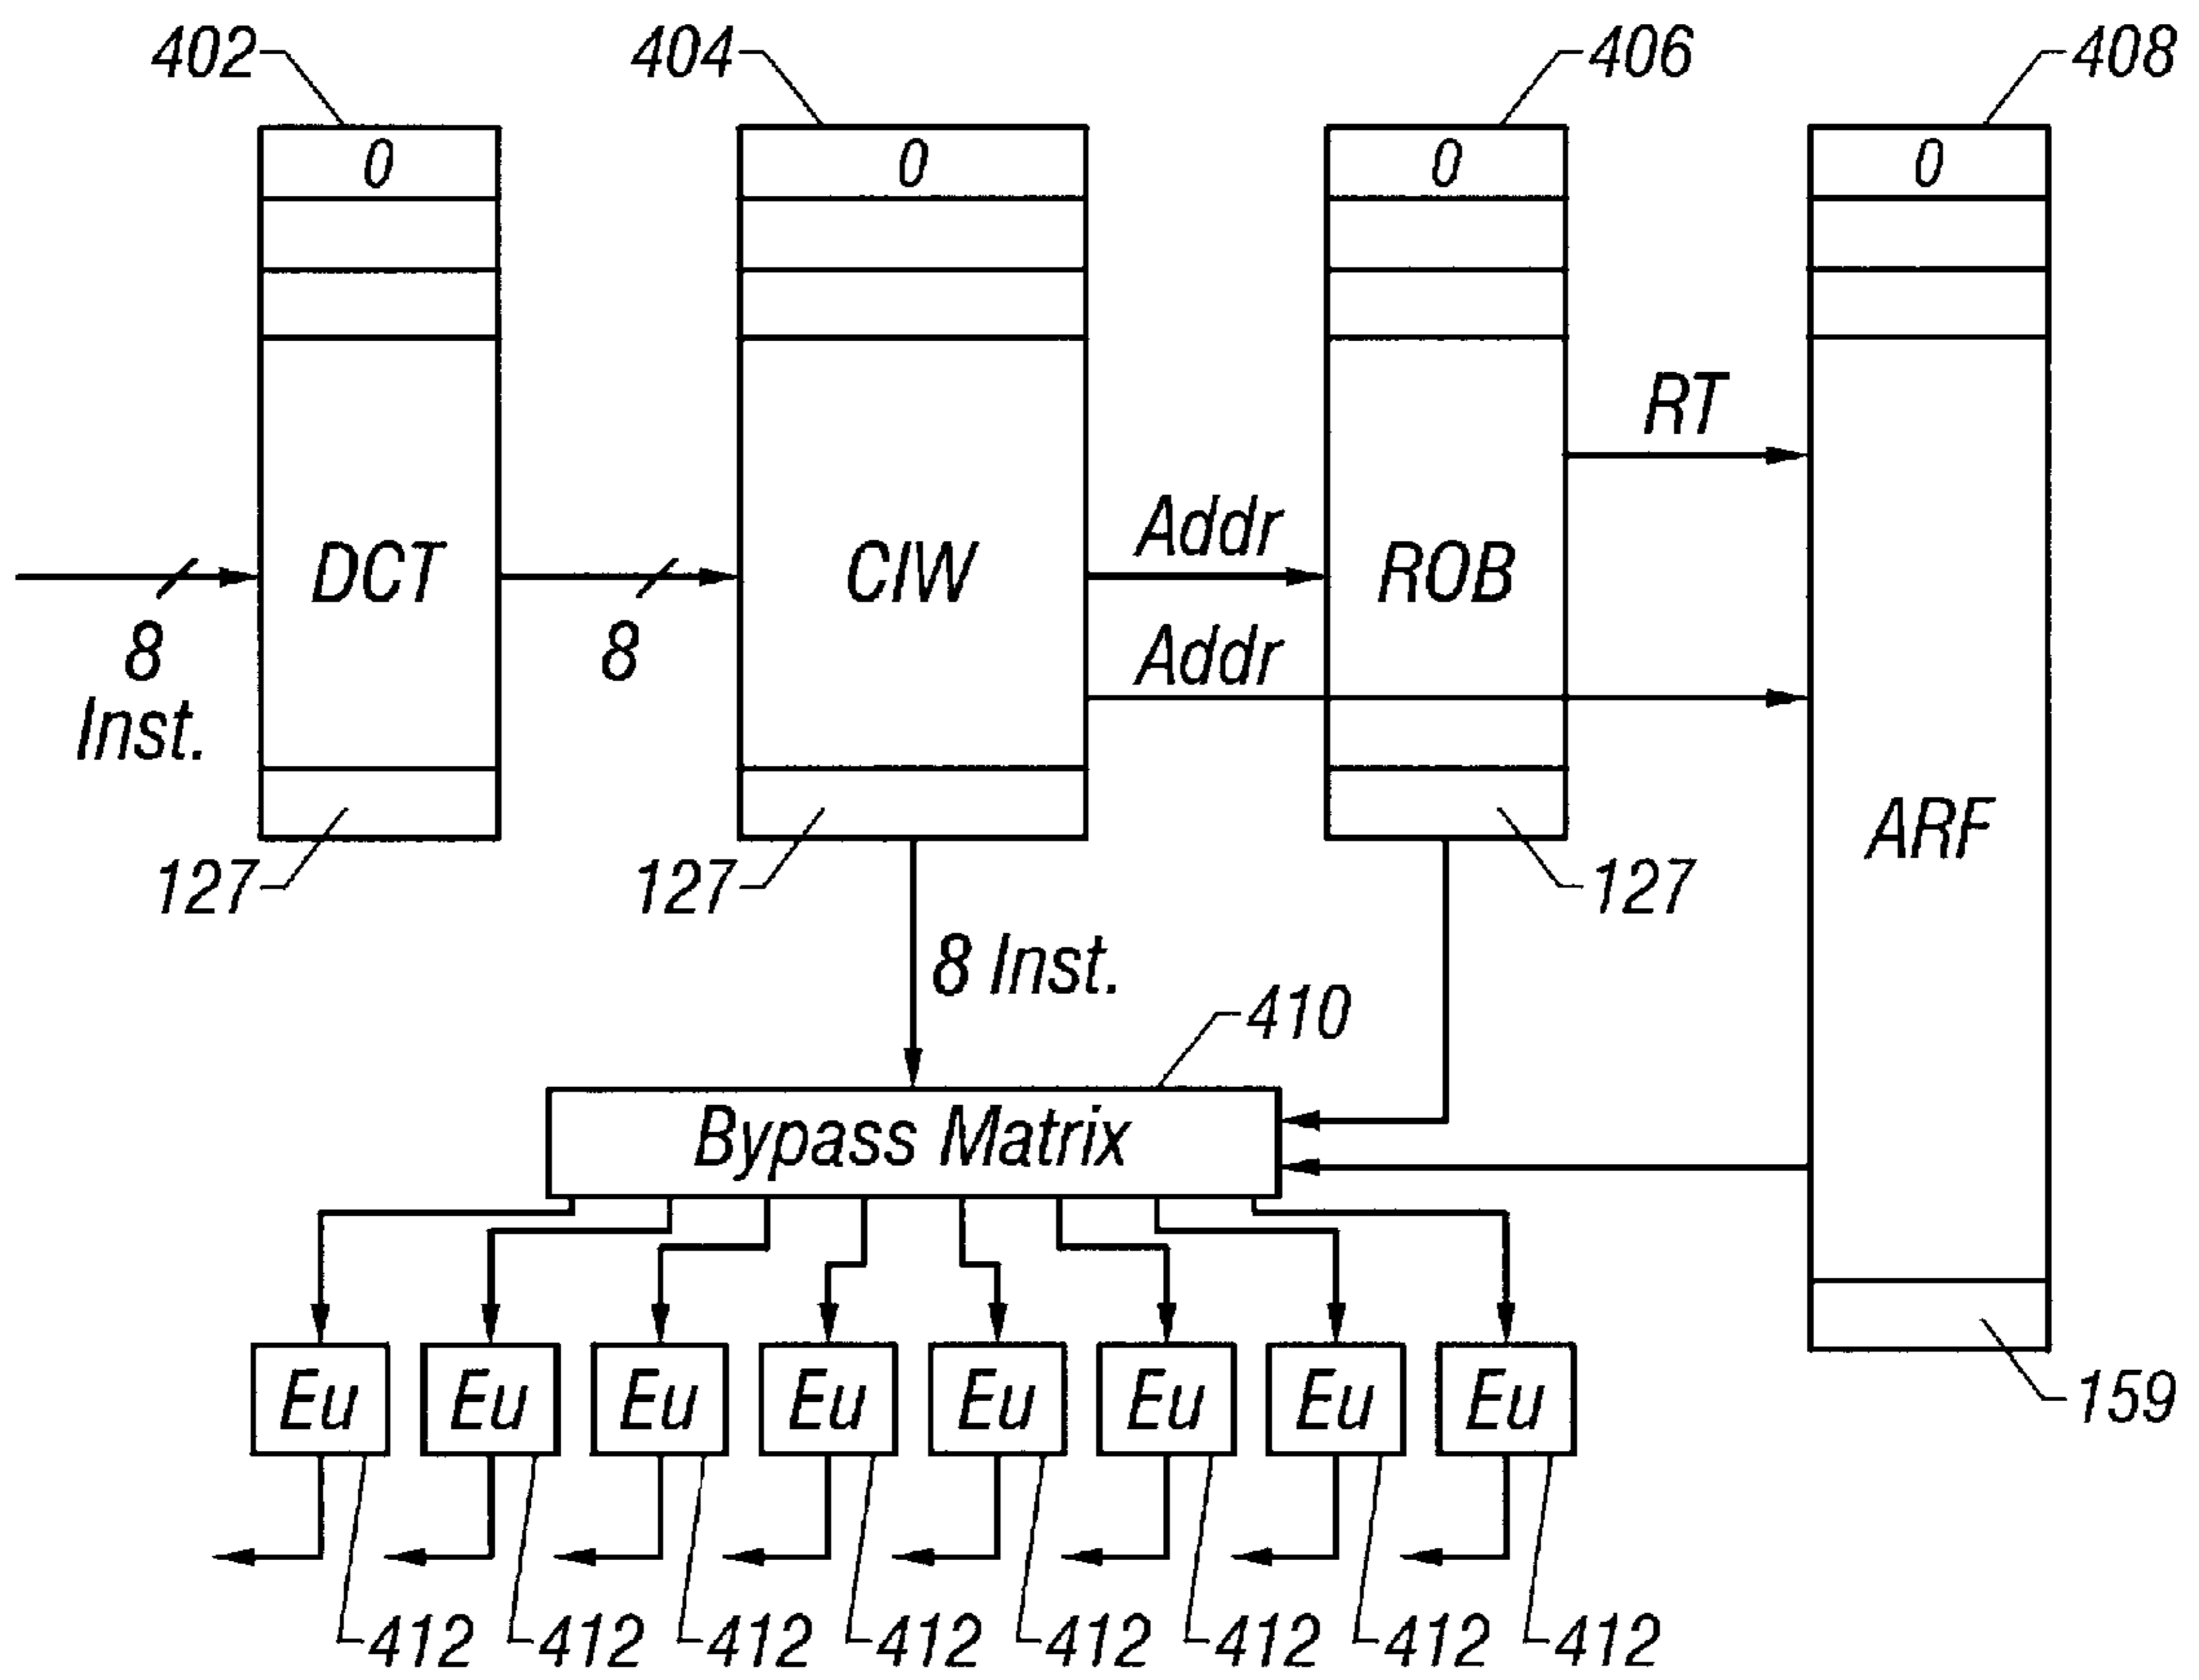 402
404
406
408
0
0
0
0
RT
Addr
DCT
CIW
ROB
8
Inst.
8
Addr
ARF
127
127
127
8 Inst.
410
Bypass Matrix
Eu
Eu
Eu
Eu
Eu
Eu
Eu
Eu
159
412
412
412
412
412
412
412
412